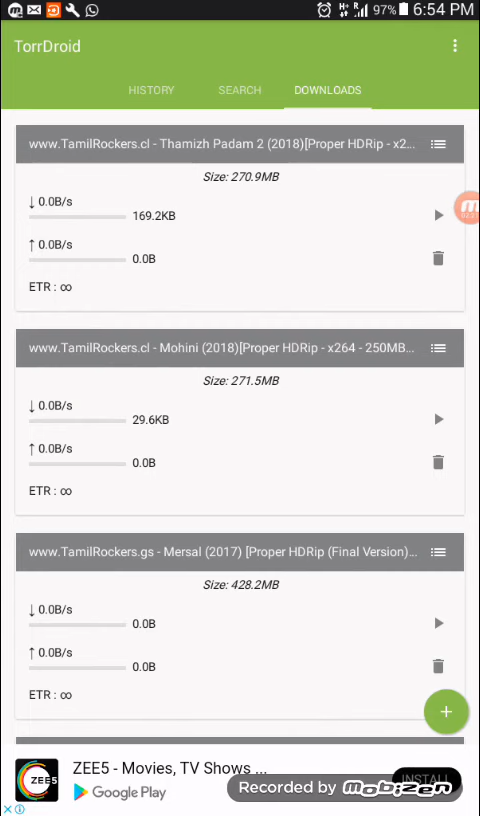 97% 6:54 PM
TorrDroid
HISTORY SEARCH DOWNLOADS
www.TamilRockers.cl - Thamizh Padam 2 (2018)[Proper HDRip - x2...
Size: 270.9MB
↓ 0.0B/s
169.2KB
↑ 0.0B/s
0.0B
ETR : ∞
www.TamilRockers.cl - Mohini (2018)[Proper HDRip - x264 - 250MB...
Size: 271.5MB
↓ 0.0B/s
29.6KB
↑ 0.0B/s
0.0B
ETR : ∞
www.TamilRockers.gs - Mersal (2017) [Proper HDRip (Final Version)...
Size: 428.2MB
↓ 0.0B/s
0.0B
↑ 0.0B/s
0.0B
ETR : ∞
+
ZEE5
ZEE5 - Movies, TV Shows ...
Google Play
INSTALL
Recorded by Mobizen